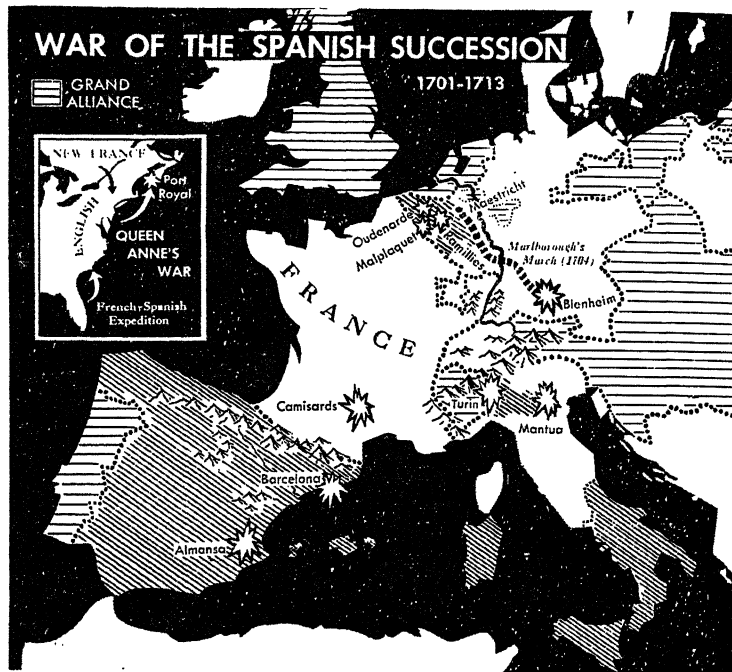 WAR OF THE SPANISH SUCCESSION
1701-1713
GRAND
ALLIANCE
NEW FRANCE
Port
Royal
ENGLISH
QUEEN
ANNE'S
WAR
French-Spanish
Expedition
Maestricht
Oudenarde
Ramillies
Malplaquet
Marlborough's
March (1704)
Blenheim
FRANCE
Camisards
Turin
Mantua
Barcelona
Almansa